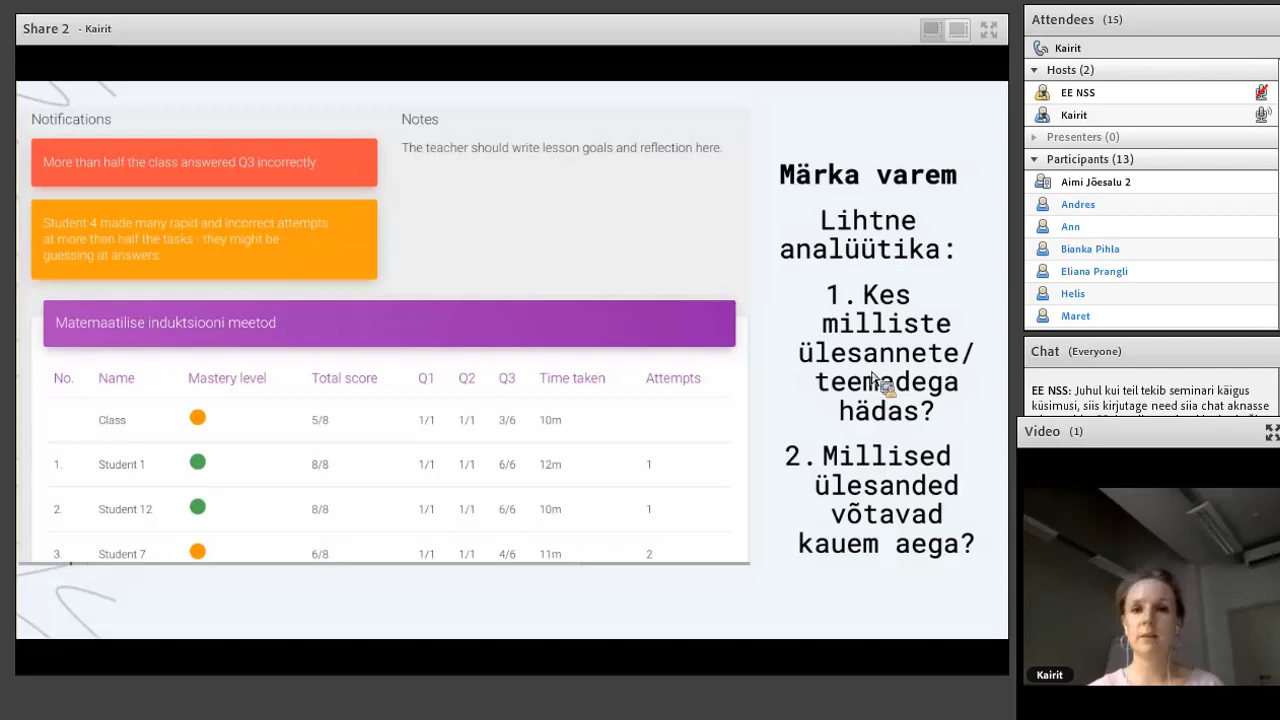 Share 2 - Kairit
Notifications
More than half the class answered Q3 incorrectly.
Student 4 made many rapid and incorrect attempts
at more than half the tasks - they might be
guessing at answers.
Notes
The teacher should write lesson goals and reflection here.
Matemaatilise induktsiooni meetod
No. Name Mastery level Total score Q1 Q2 Q3 Time taken Attempts
Class 5/8 1/1 1/1 3/6 10m
1. Student 1 8/8 1/1 1/1 6/6 12m 1
2. Student 12 8/8 1/1 1/1 6/6 10m 1
3. Student 7 6/8 1/1 1/1 4/6 11m 2
Märka varem
Lihtne
analüütika:
1. Kes
milliste
ülesannete/
teemadega
hädas?
2. Millised
ülesanded
võtavad
kauem aega?
Attendees (15)
Kairit
Hosts (2)
EE NSS
Kairit
Presenters (0)
Participants (13)
Aimi Jõesalu 2
Andres
Ann
Bianka Pihla
Eliana Prangli
Helis
Maret
Chat (Everyone)
EE NSS: Juhul kui teil tekib seminari käigus
küsimusi, siis kirjutage need siia chat aknasse
Video (1)
Kairit